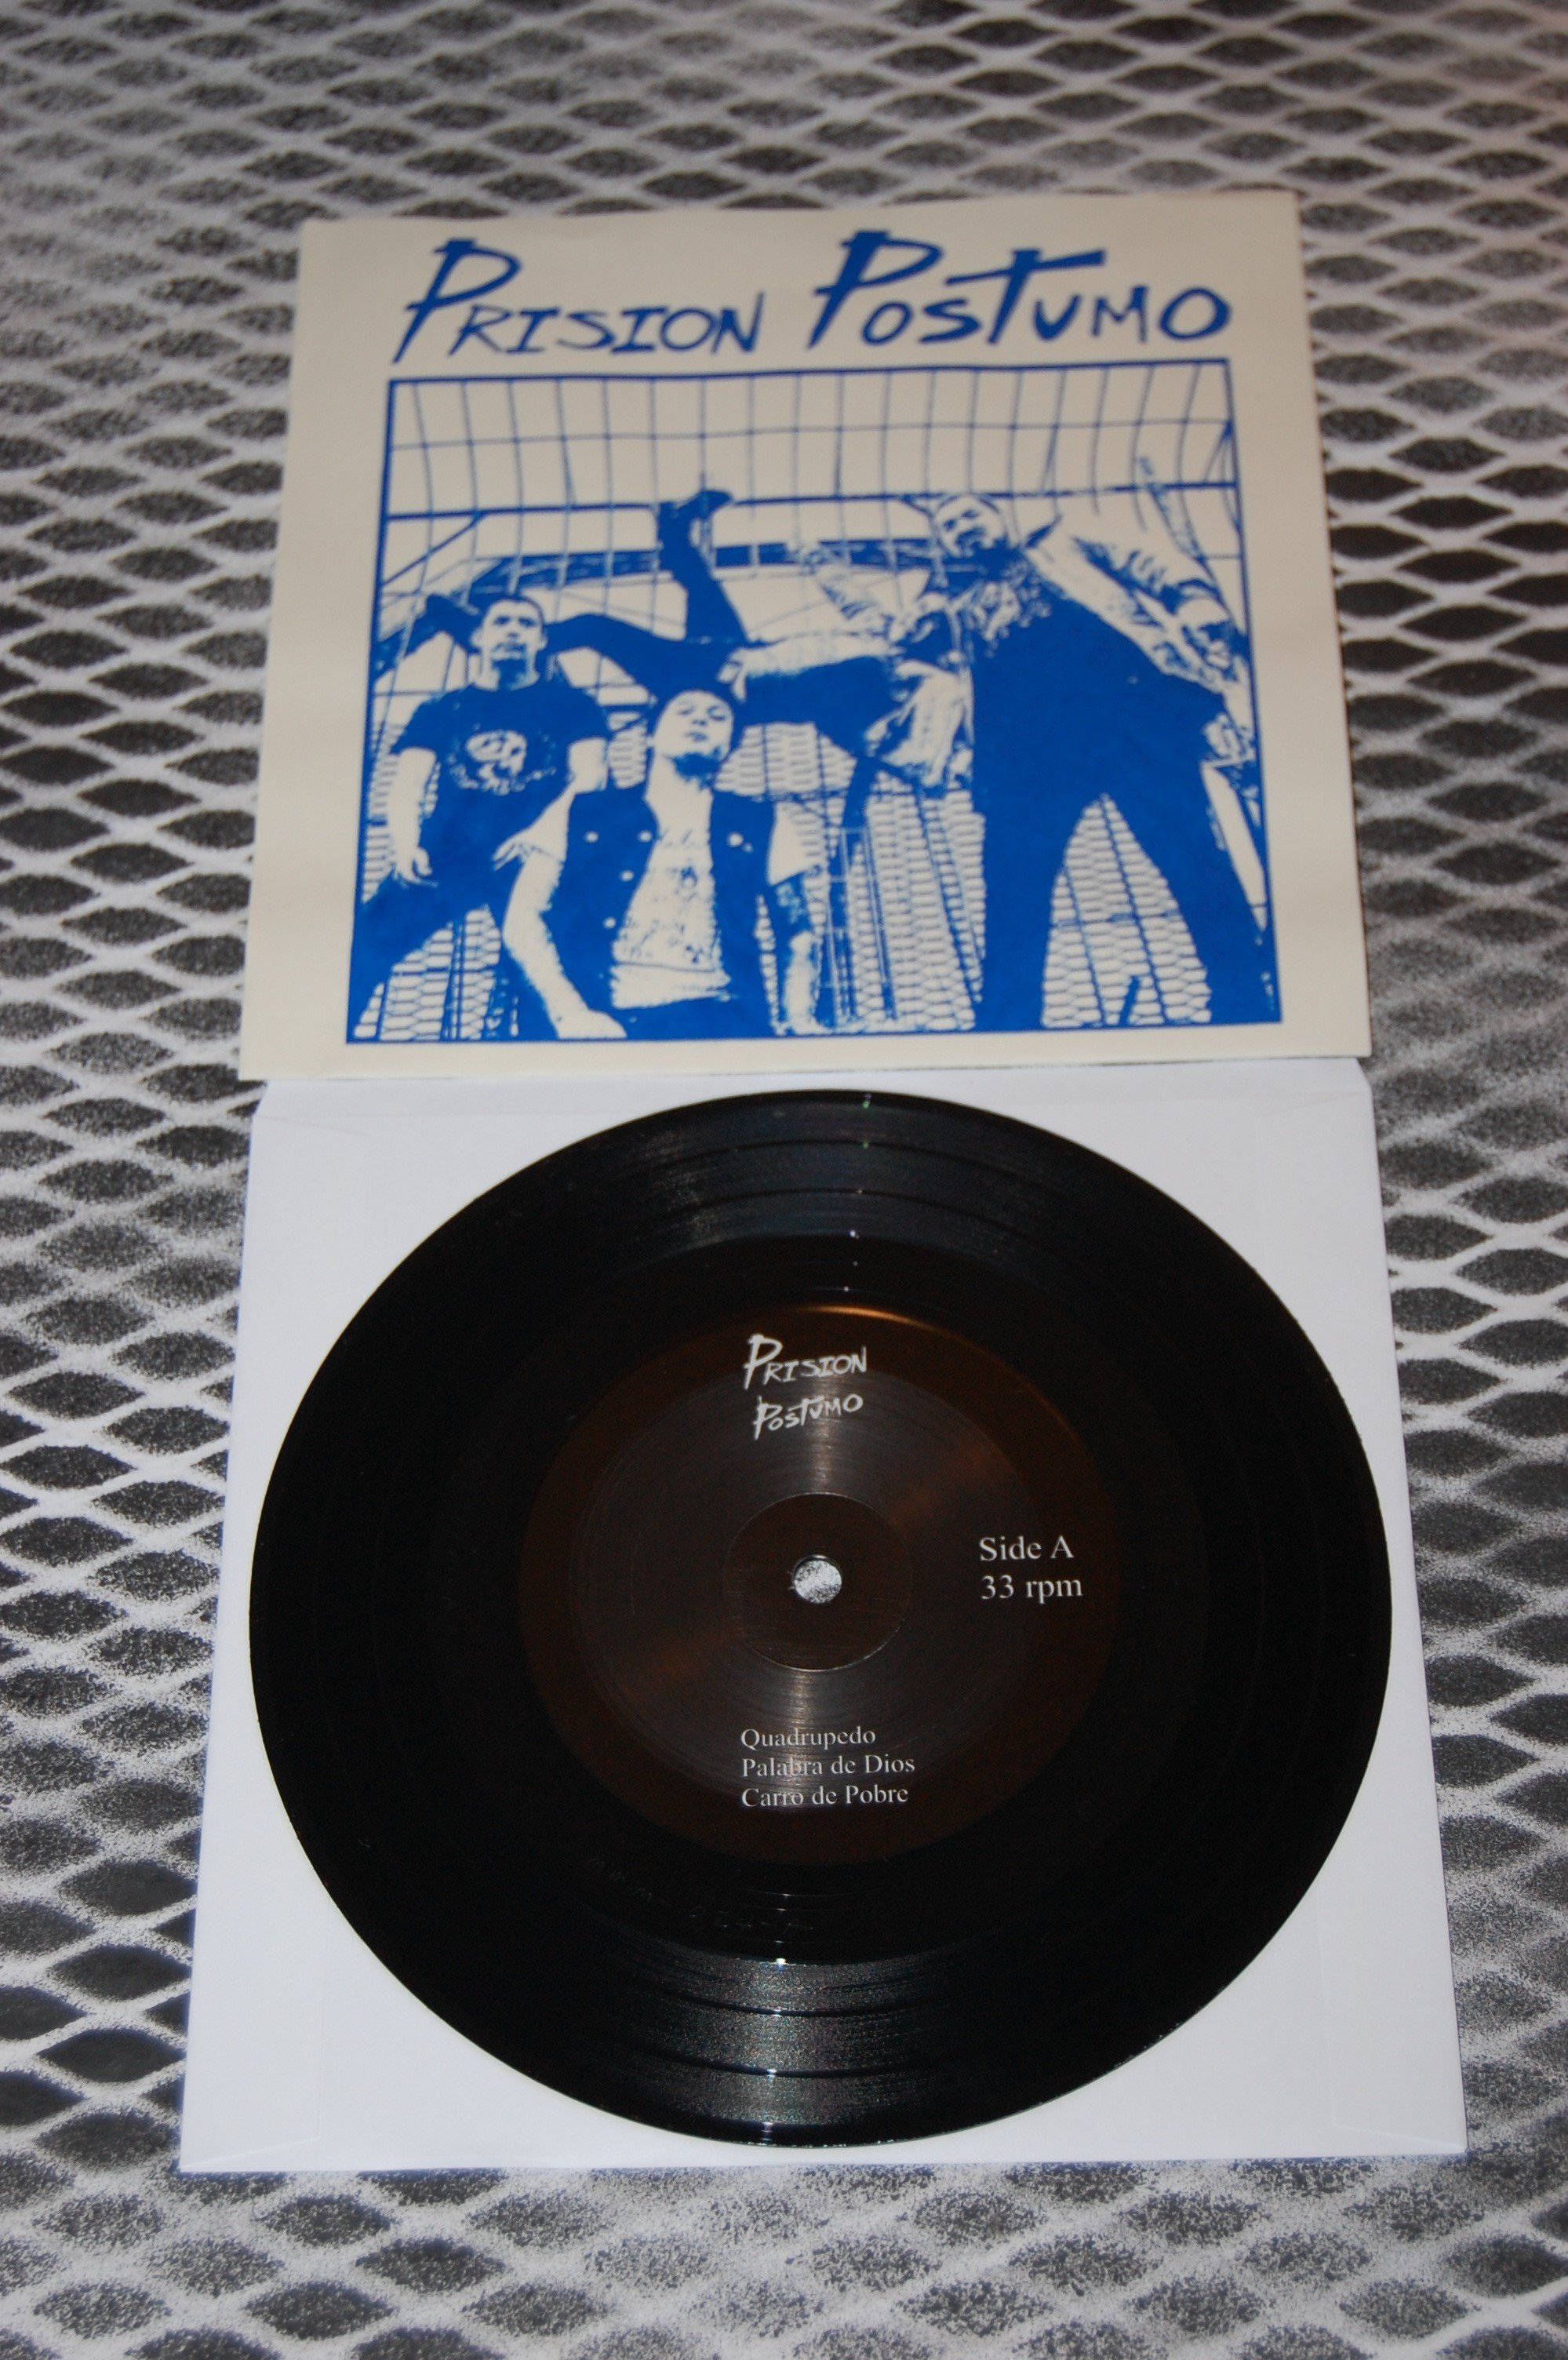 PRISION POSTUMO
PRISION
POSTUMO
Side A
33 rpm
Quadrupedo
Palabra de Dios
Carro de Pobre